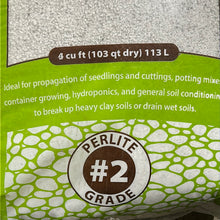 4 cu ft (103 qt dry) 113 L
Ideal for propagation of seedlings and cuttings, potting mixe
container growing, hydroponics, and general soil conditionin
to break up heavy clay soils or drain wet soils.
PERLITE
#2
GRADE